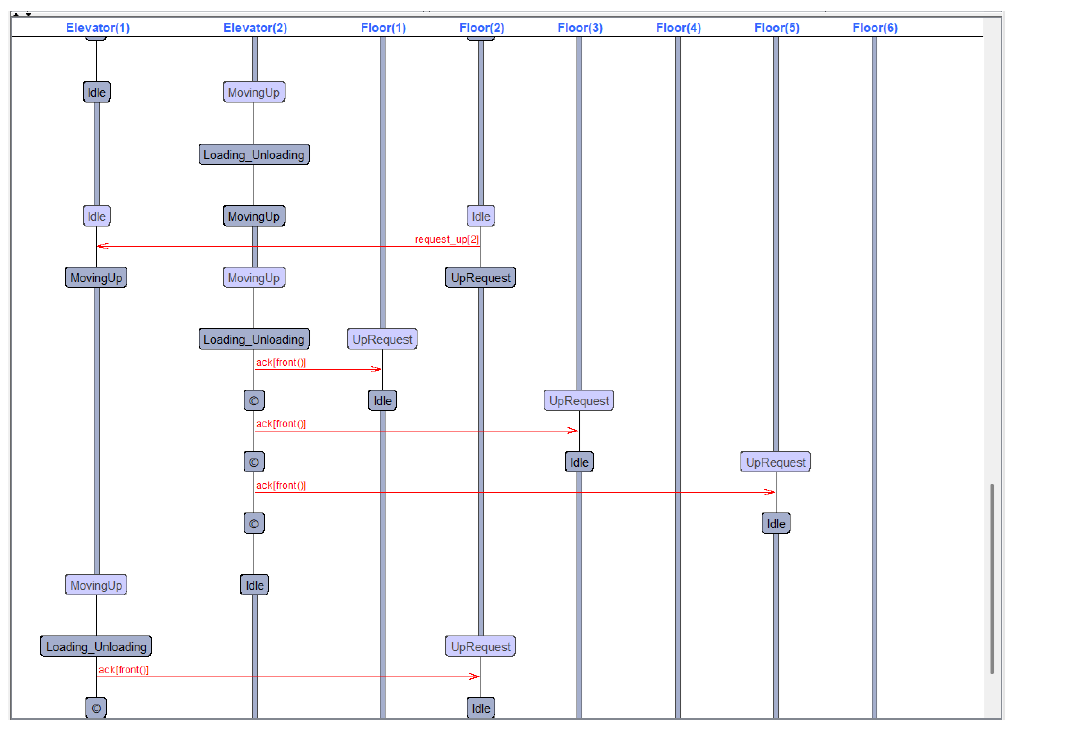 Elevator(1) Elevator(2) Floor(1) Floor(2) Floor(3) Floor(4) Floor(5) Floor(6)
Idle MovingUp
Loading_Unloading
Idle MovingUp Idle
request_up[2]
MovingUp MovingUp UpRequest
Loading_Unloading UpRequest
ack[front()]
© Idle UpRequest
ack[front()]
© Idle UpRequest
ack[front()]
© Idle
MovingUp Idle
Loading_Unloading UpRequest
ack[front()]
© Idle